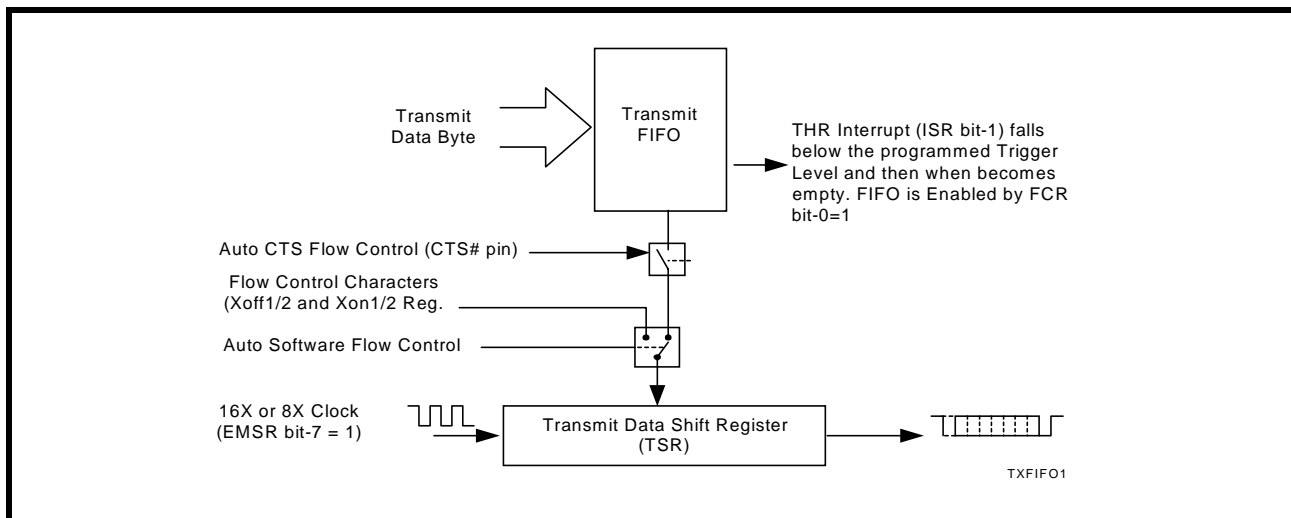 Transmit
Data Byte
Transmit
FIFO
THR Interrupt (ISR bit-1) falls
below the programmed Trigger
Level and then when becomes
empty. FIFO is Enabled by FCR
bit-0=1
Auto CTS Flow Control (CTS# pin)
Flow Control Characters
(Xoff1/2 and Xon1/2 Reg.
Auto Software Flow Control
16X or 8X Clock
(EMSR bit-7 = 1)
Transmit Data Shift Register
(TSR)
TXFIFO1